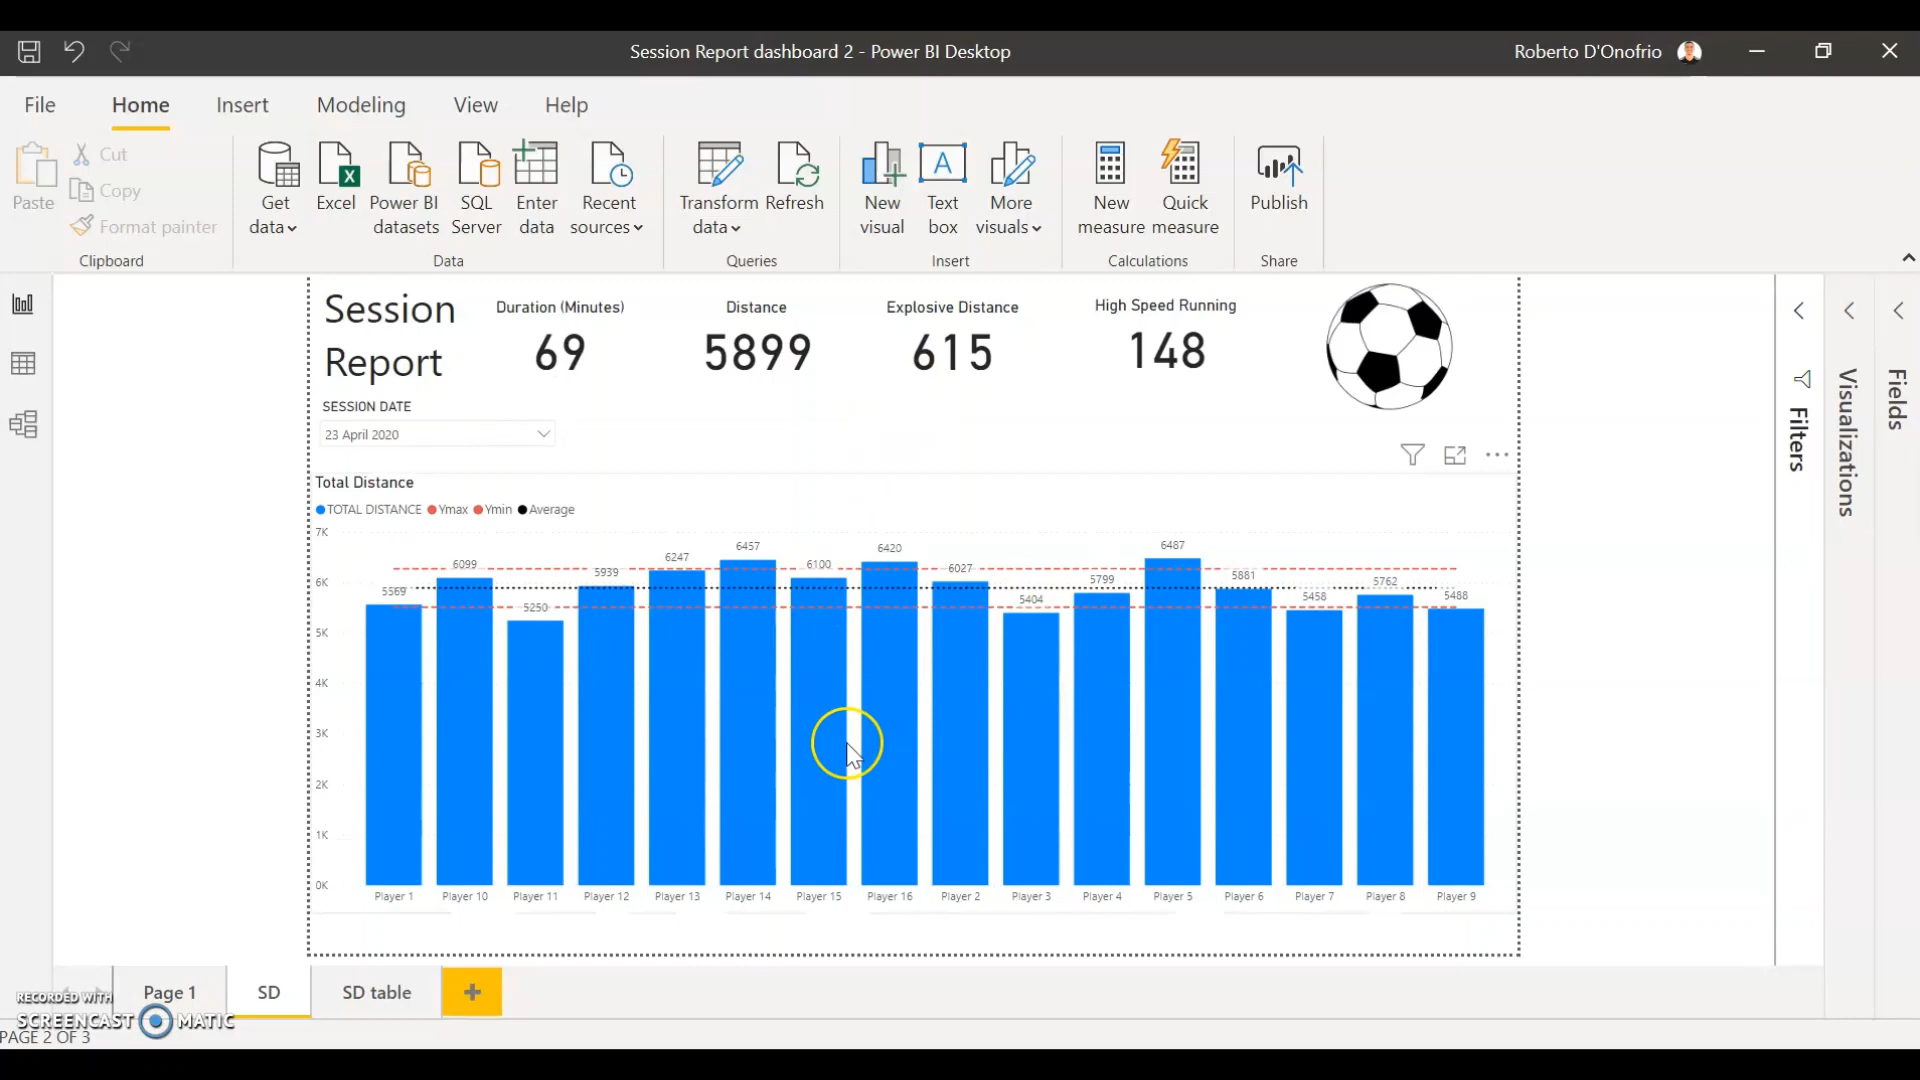 Session Report dashboard 2 - Power BI Desktop
Roberto D'Onofrio
File Home Insert Modeling View Help
Paste
Cut
Copy
Format painter
Clipboard
Get data
Excel
Power BI datasets
SQL Server
Enter data
Recent sources
Data
Transform data
Refresh
Queries
New visual
Text box
More visuals
Insert
New measure
Quick measure
Calculations
Publish
Share
Session
Report
Duration (Minutes)
69
Distance
5899
Explosive Distance
615
High Speed Running
148
SESSION DATE
23 April 2020
Total Distance
TOTAL DISTANCE Ymax Ymin Average
7K
6K
5K
4K
3K
2K
1K
0K
5569 6099 5250 5939 6247 6457 6100 6420 6027 5404 5799 6487 5881 5458 5762 5488
Player 1 Player 10 Player 11 Player 12 Player 13 Player 14 Player 15 Player 16 Player 2 Player 3 Player 4 Player 5 Player 6 Player 7 Player 8 Player 9
Filters
Visualizations
Fields
Page 1 SD SD table
RECORDED WITH
SCREENCAST MATIC
PAGE 2 OF 3